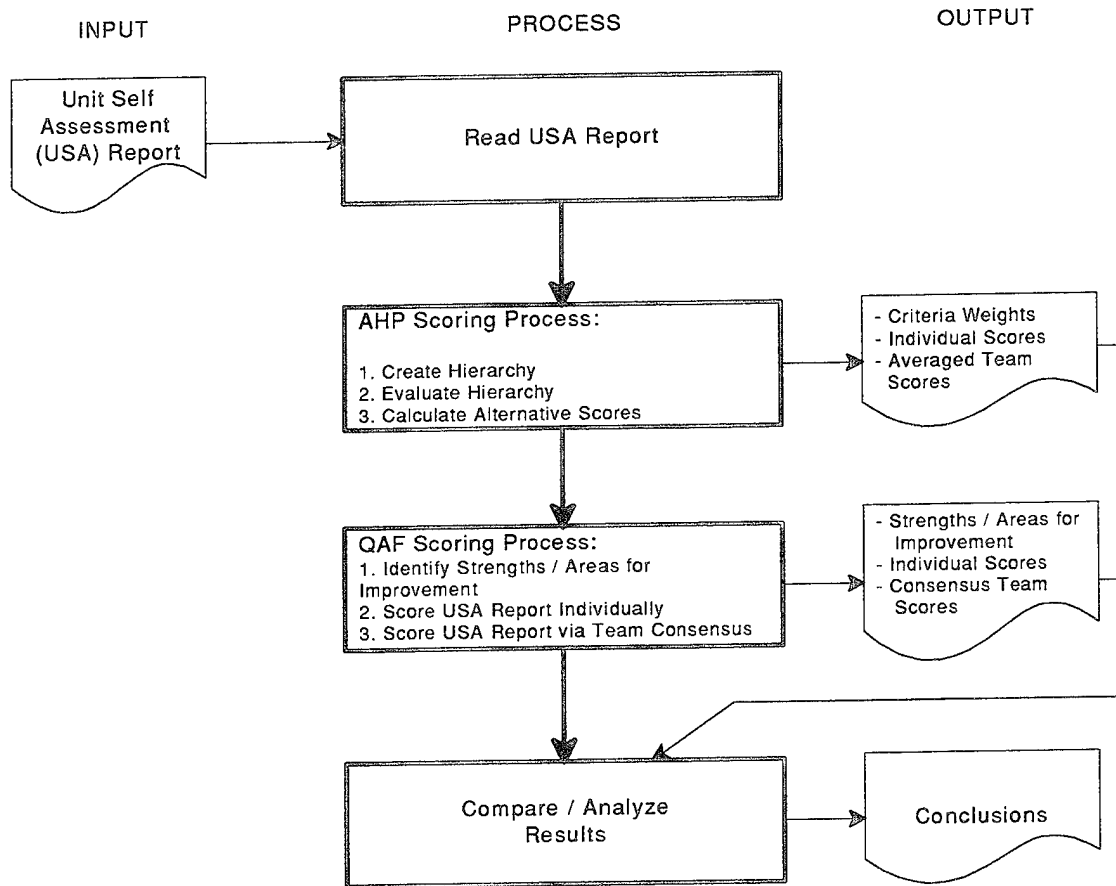 INPUT
PROCESS
OUTPUT
Unit Self
Assessment
(USA) Report
Read USA Report
AHP Scoring Process:
1. Create Hierarchy
2. Evaluate Hierarchy
3. Calculate Alternative Scores
- Criteria Weights
- Individual Scores
- Averaged Team
Scores
QAF Scoring Process:
1. Identify Strengths / Areas for
Improvement
2. Score USA Report Individually
3. Score USA Report via Team Consensus
- Strengths / Areas for
Improvement
- Individual Scores
- Consensus Team
Scores
Compare / Analyze
Results
Conclusions